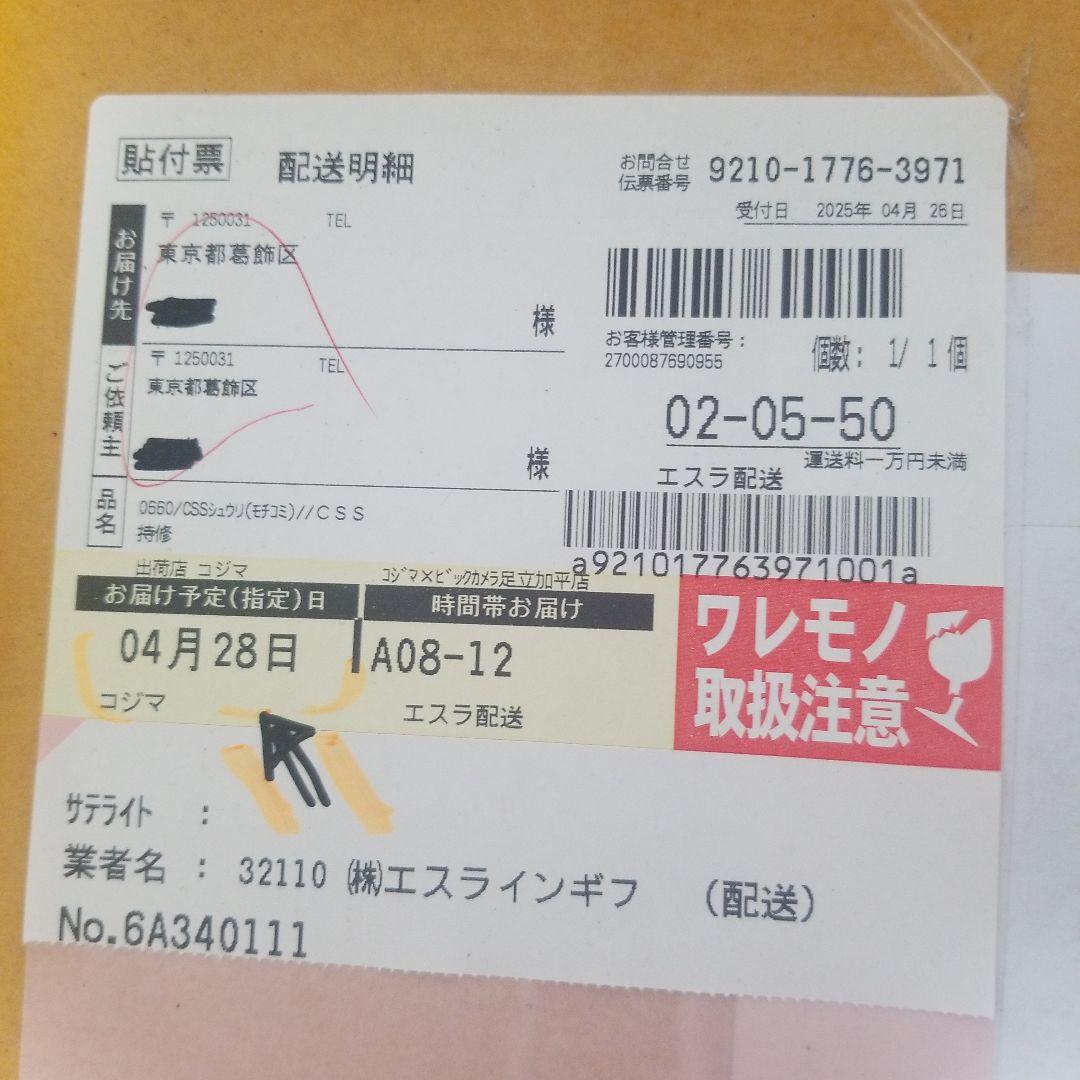 貼付票 配送明細
お問合せ
伝票番号 9210-1776-3971
受付日 2025年 04月 26日
お届け先
〒 1250031 TEL
東京都葛飾区
様
ご依頼主
〒 1250031 TEL
東京都葛飾区
様
お客様管理番号:
2700087690955
個数: 1/ 1個
02-05-50
運送料一万円未満
エスラ配送
品名
0660/CSSシュウリ(モチコミ)//CSS
持修
a9210177639710­01a
出荷店 コジマ コジマ×ビックカメラ足立加平店
お届け予定(指定)日 時間帯お届け
04月28日 A08-12
コジマ エスラ配送
ワレモノ
取扱注意
サテライト :
業者名 : 32110 ㈱エスラインギフ (配送)
No.6A340111